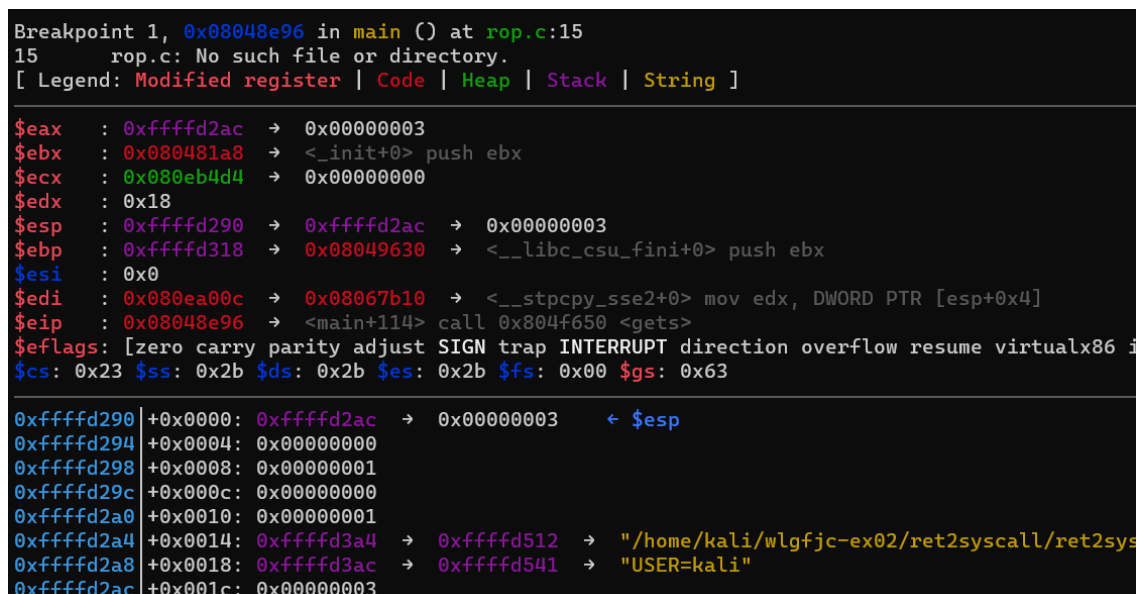 Breakpoint 1, 0x08048e96 in main () at rop.c:15
15      rop.c: No such file or directory.
[ Legend: Modified register | Code | Heap | Stack | String ]
$eax   : 0xffffd2ac  →  0x00000003
$ebx   : 0x080481a8  →  <_init+0> push ebx
$ecx   : 0x080eb4d4  →  0x00000000
$edx   : 0x18
$esp   : 0xffffd290  →  0xffffd2ac  →  0x00000003
$ebp   : 0xffffd318  →  0x08049630  →  <__libc_csu_fini+0> push ebx
$esi   : 0x0
$edi   : 0x080ea00c  →  0x08067b10  →  <__stpcpy_sse2+0> mov edx, DWORD PTR [esp+0x4]
$eip   : 0x08048e96  →  <main+114> call 0x804f650 <gets>
$eflags: [zero carry parity adjust SIGN trap INTERRUPT direction overflow resume virtualx86 i
$cs: 0x23 $ss: 0x2b $ds: 0x2b $es: 0x2b $fs: 0x00 $gs: 0x63
0xffffd290│+0x0000: 0xffffd2ac  →  0x00000003    ← $esp
0xffffd294│+0x0004: 0x00000000
0xffffd298│+0x0008: 0x00000001
0xffffd29c│+0x000c: 0x00000000
0xffffd2a0│+0x0010: 0x00000001
0xffffd2a4│+0x0014: 0xffffd3a4  →  0xffffd512  →  "/home/kali/wlgfjc-ex02/ret2syscall/ret2sys
0xffffd2a8│+0x0018: 0xffffd3ac  →  0xffffd541  →  "USER=kali"
0xffffd2ac│+0x001c: 0x00000003